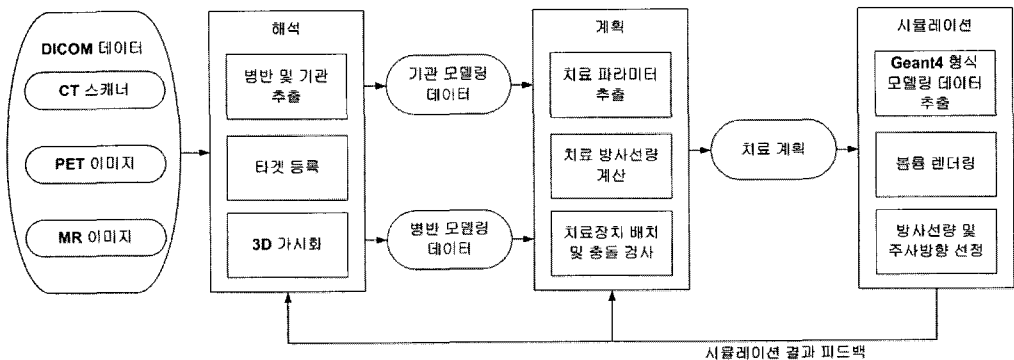 DICOM 데이터
CT 스캐너
PET 이미지
MR 이미지
해석
병반 및 기관
추출
타겟 등록
3D 가시화
기관 모델링
데이터
병반 모델링
데이터
계획
치료 파라미터
추출
치료 방사선량
계산
치료장치 배치
및 충돌 검사
치료 계획
시뮬레이션
Geant4 형식
모델링 데이터
추출
볼륨 렌더링
방사선량 및
주사방향 선정
시뮬레이션 결과 피드백